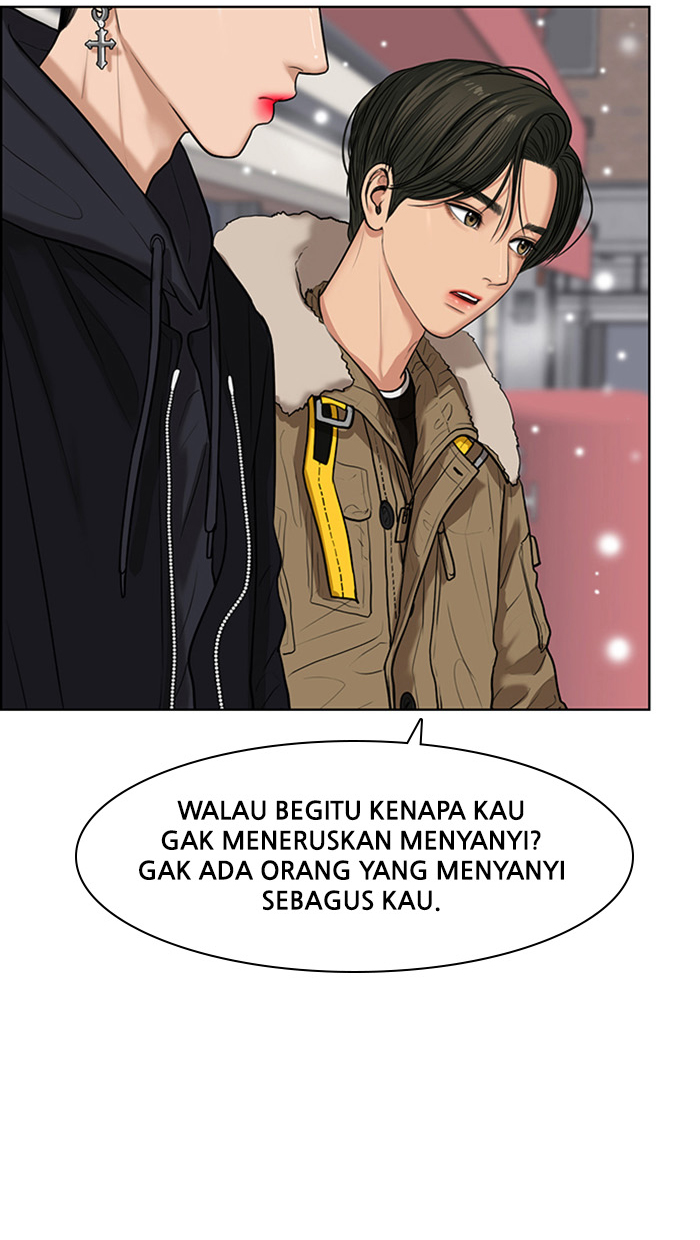 WALAU BEGITU KENAPA KAU
GAK MENERUSKAN MENYANYI?
GAK ADA ORANG YANG MENYANYI
SEBAGUS KAU.